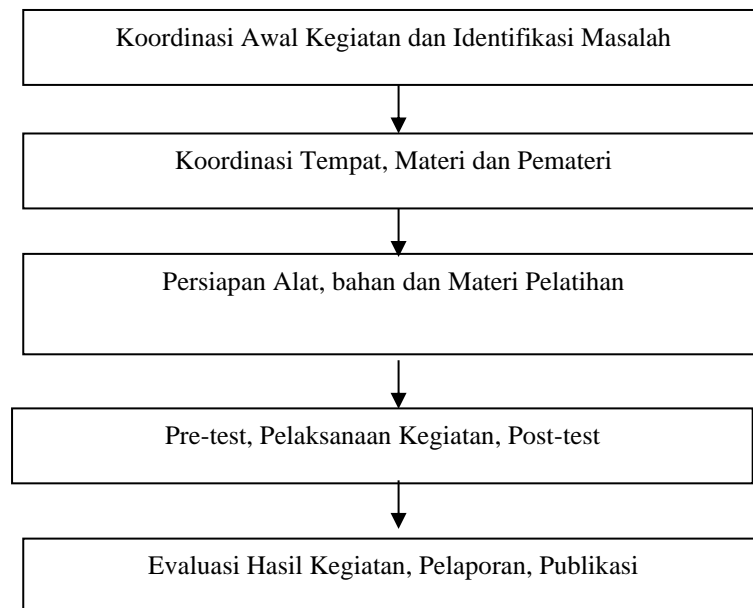 Koordinasi Awal Kegiatan dan Identifikasi Masalah
Koordinasi Tempat, Materi dan Pemateri
Persiapan Alat, bahan dan Materi Pelatihan
Pre-test, Pelaksanaan Kegiatan, Post-test
Evaluasi Hasil Kegiatan, Pelaporan, Publikasi